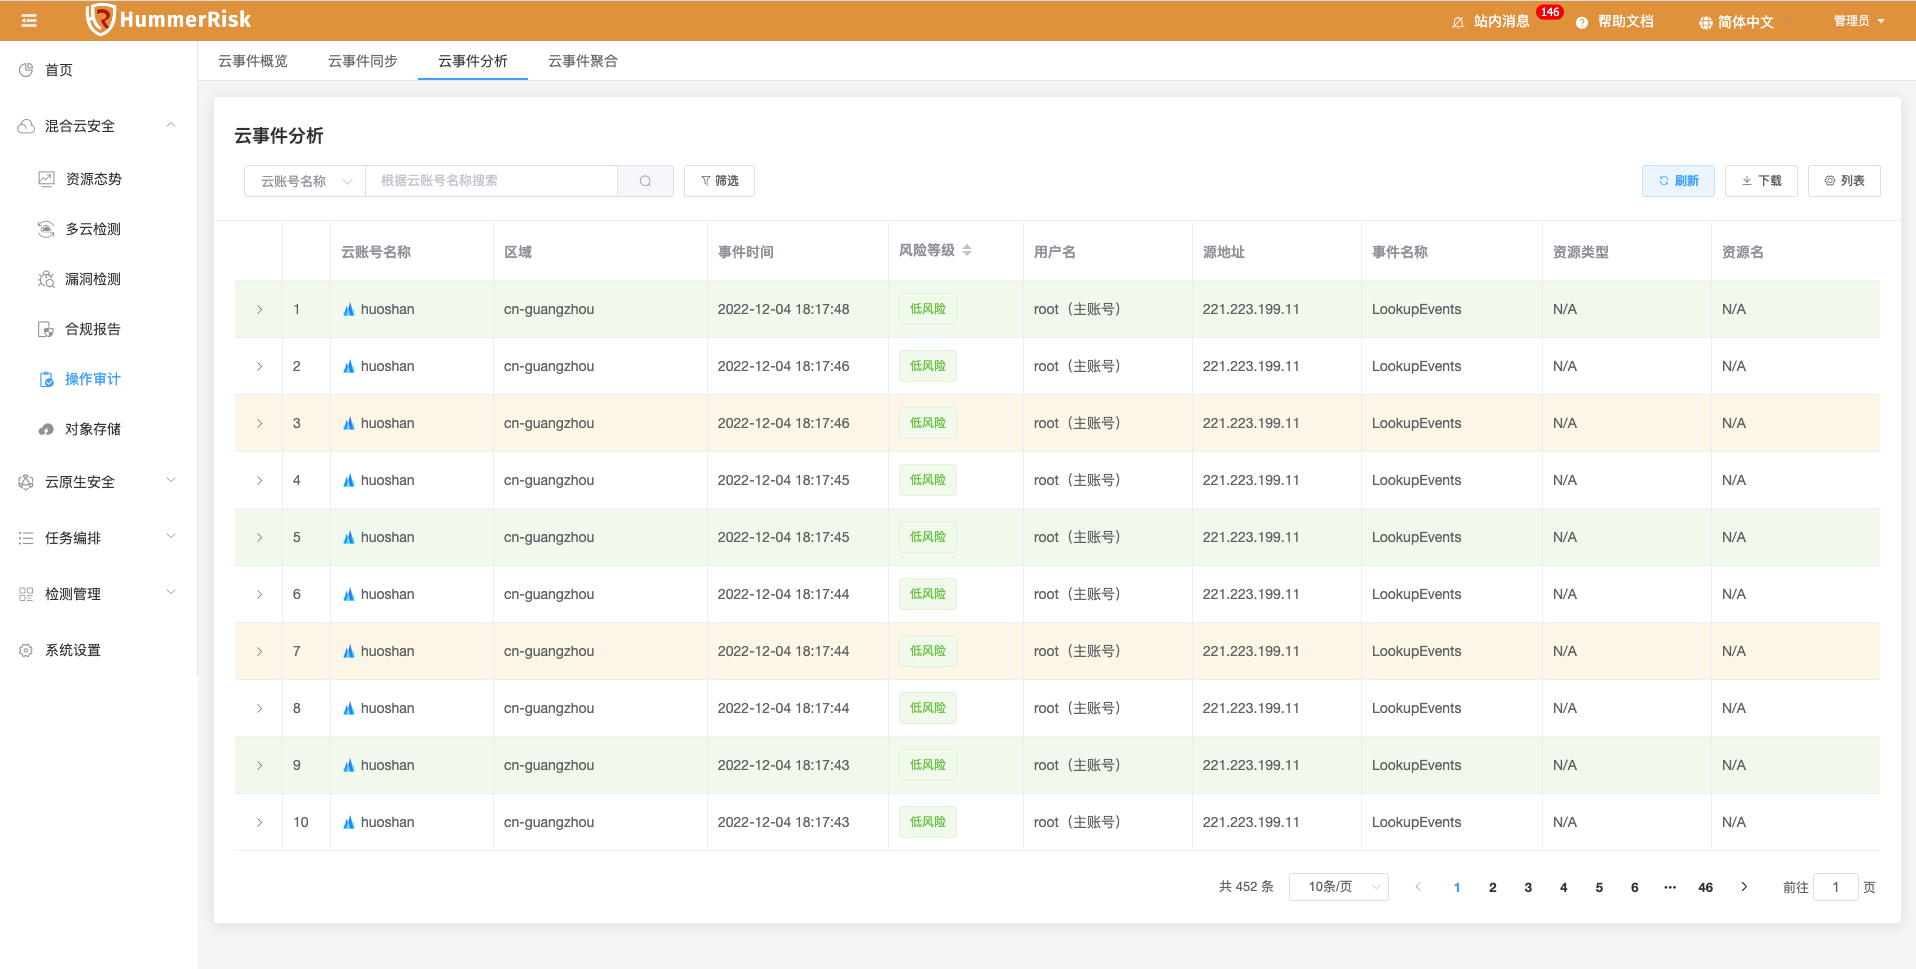 HummerRisk
站内消息 146 帮助文档 简体中文 管理员
首页
混合云安全
资源态势
多云检测
漏洞检测
合规报告
操作审计
对象存储
云原生安全
任务编排
检测管理
系统设置
云事件概览 云事件同步 云事件分析 云事件聚合
云事件分析
云账号名称 根据云账号名称搜索 筛选 刷新 下载 列表
云账号名称 区域 事件时间 风险等级 用户名 源地址 事件名称 资源类型 资源名
1 huoshan cn-guangzhou 2022-12-04 18:17:48 低风险 root（主账号） 221.223.199.11 LookupEvents N/A N/A
2 huoshan cn-guangzhou 2022-12-04 18:17:46 低风险 root（主账号） 221.223.199.11 LookupEvents N/A N/A
3 huoshan cn-guangzhou 2022-12-04 18:17:46 低风险 root（主账号） 221.223.199.11 LookupEvents N/A N/A
4 huoshan cn-guangzhou 2022-12-04 18:17:45 低风险 root（主账号） 221.223.199.11 LookupEvents N/A N/A
5 huoshan cn-guangzhou 2022-12-04 18:17:45 低风险 root（主账号） 221.223.199.11 LookupEvents N/A N/A
6 huoshan cn-guangzhou 2022-12-04 18:17:44 低风险 root（主账号） 221.223.199.11 LookupEvents N/A N/A
7 huoshan cn-guangzhou 2022-12-04 18:17:44 低风险 root（主账号） 221.223.199.11 LookupEvents N/A N/A
8 huoshan cn-guangzhou 2022-12-04 18:17:44 低风险 root（主账号） 221.223.199.11 LookupEvents N/A N/A
9 huoshan cn-guangzhou 2022-12-04 18:17:43 低风险 root（主账号） 221.223.199.11 LookupEvents N/A N/A
10 huoshan cn-guangzhou 2022-12-04 18:17:43 低风险 root（主账号） 221.223.199.11 LookupEvents N/A N/A
共 452 条 10条/页 1 2 3 4 5 6 ··· 46 前往 1 页